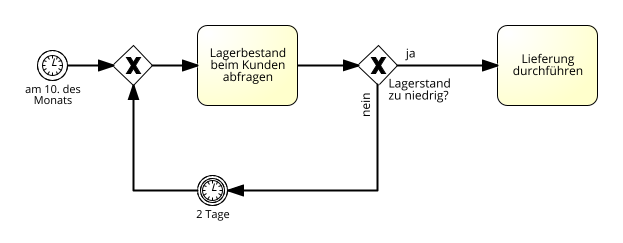 am 10. des
Monats
Lagerbestand
beim Kunden
abfragen
ja
Lagerstand
zu niedrig?
nein
Lieferung
durchführen
2 Tage